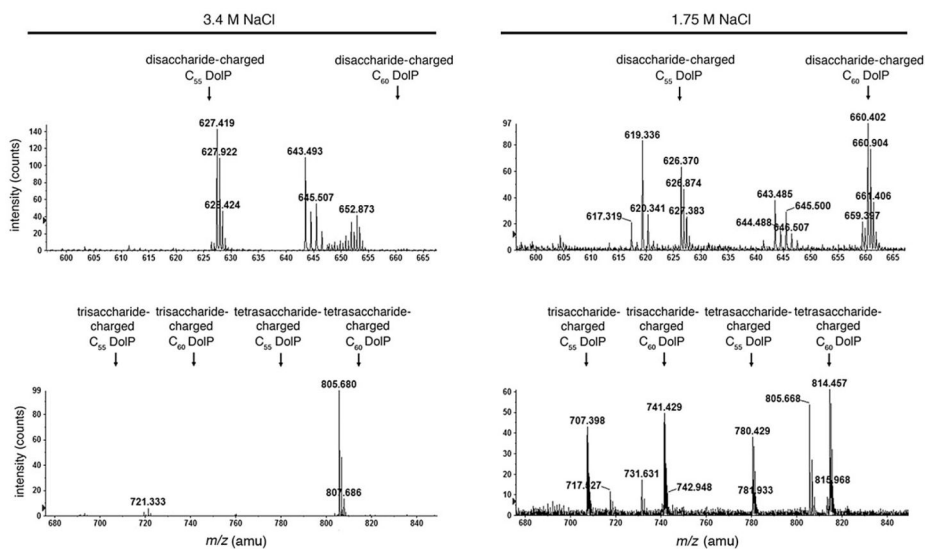 3.4 M NaCl
1.75 M NaCl
disaccharide-charged
C55 DolP
disaccharide-charged
C60 DolP
intensity (counts)
140
120
100
80
60
40
20
0
627.419
627.922
643.493
645.507
652.873
600 605 610 615 620 625 630 635 640 645 650 655 660 665
disaccharide-charged
C55 DolP
disaccharide-charged
C60 DolP
97
80
60
40
20
0
660.402
619.336
660.904
626.370
626.874
643.485
661.406
645.500
620.341
627.383
617.319
644.488
646.507
659.397
600 605 610 615 620 625 630 635 640 645 650 655 660 665
trisaccharide-
charged
C55 DolP
trisaccharide-
charged
C60 DolP
tetrasaccharide-
charged
C55 DolP
tetrasaccharide-
charged
C60 DolP
intensity (counts)
99
80
60
40
20
0
805.680
721.333
807.686
680 700 720 740 760 780 800 820 840
m/z (amu)
trisaccharide-
charged
C55 DolP
trisaccharide-
charged
C60 DolP
tetrasaccharide-
charged
C55 DolP
tetrasaccharide-
charged
C60 DolP
60
50
40
30
20
10
0
814.457
805.668
741.429
707.398
780.429
731.631
742.948
781.933
680 700 720 740 760 780 800 820 840
m/z (amu)